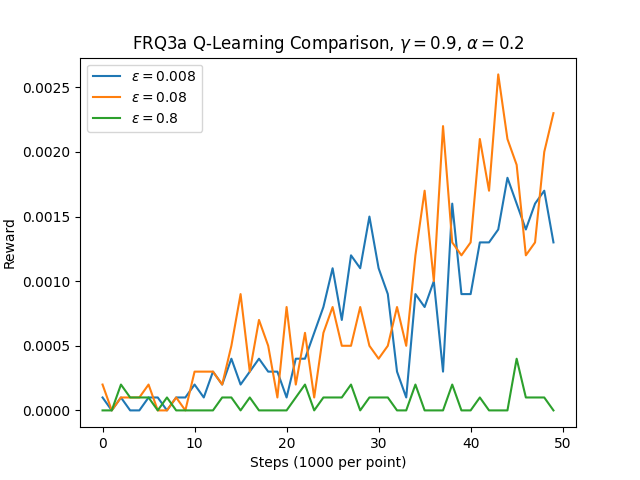 FRQ3a Q-Learning Comparison, γ = 0.9, α = 0.2
ε = 0.008
ε = 0.08
ε = 0.8
Reward
0.0025
0.0020
0.0015
0.0010
0.0005
0.0000
0 10 20 30 40 50
Steps (1000 per point)